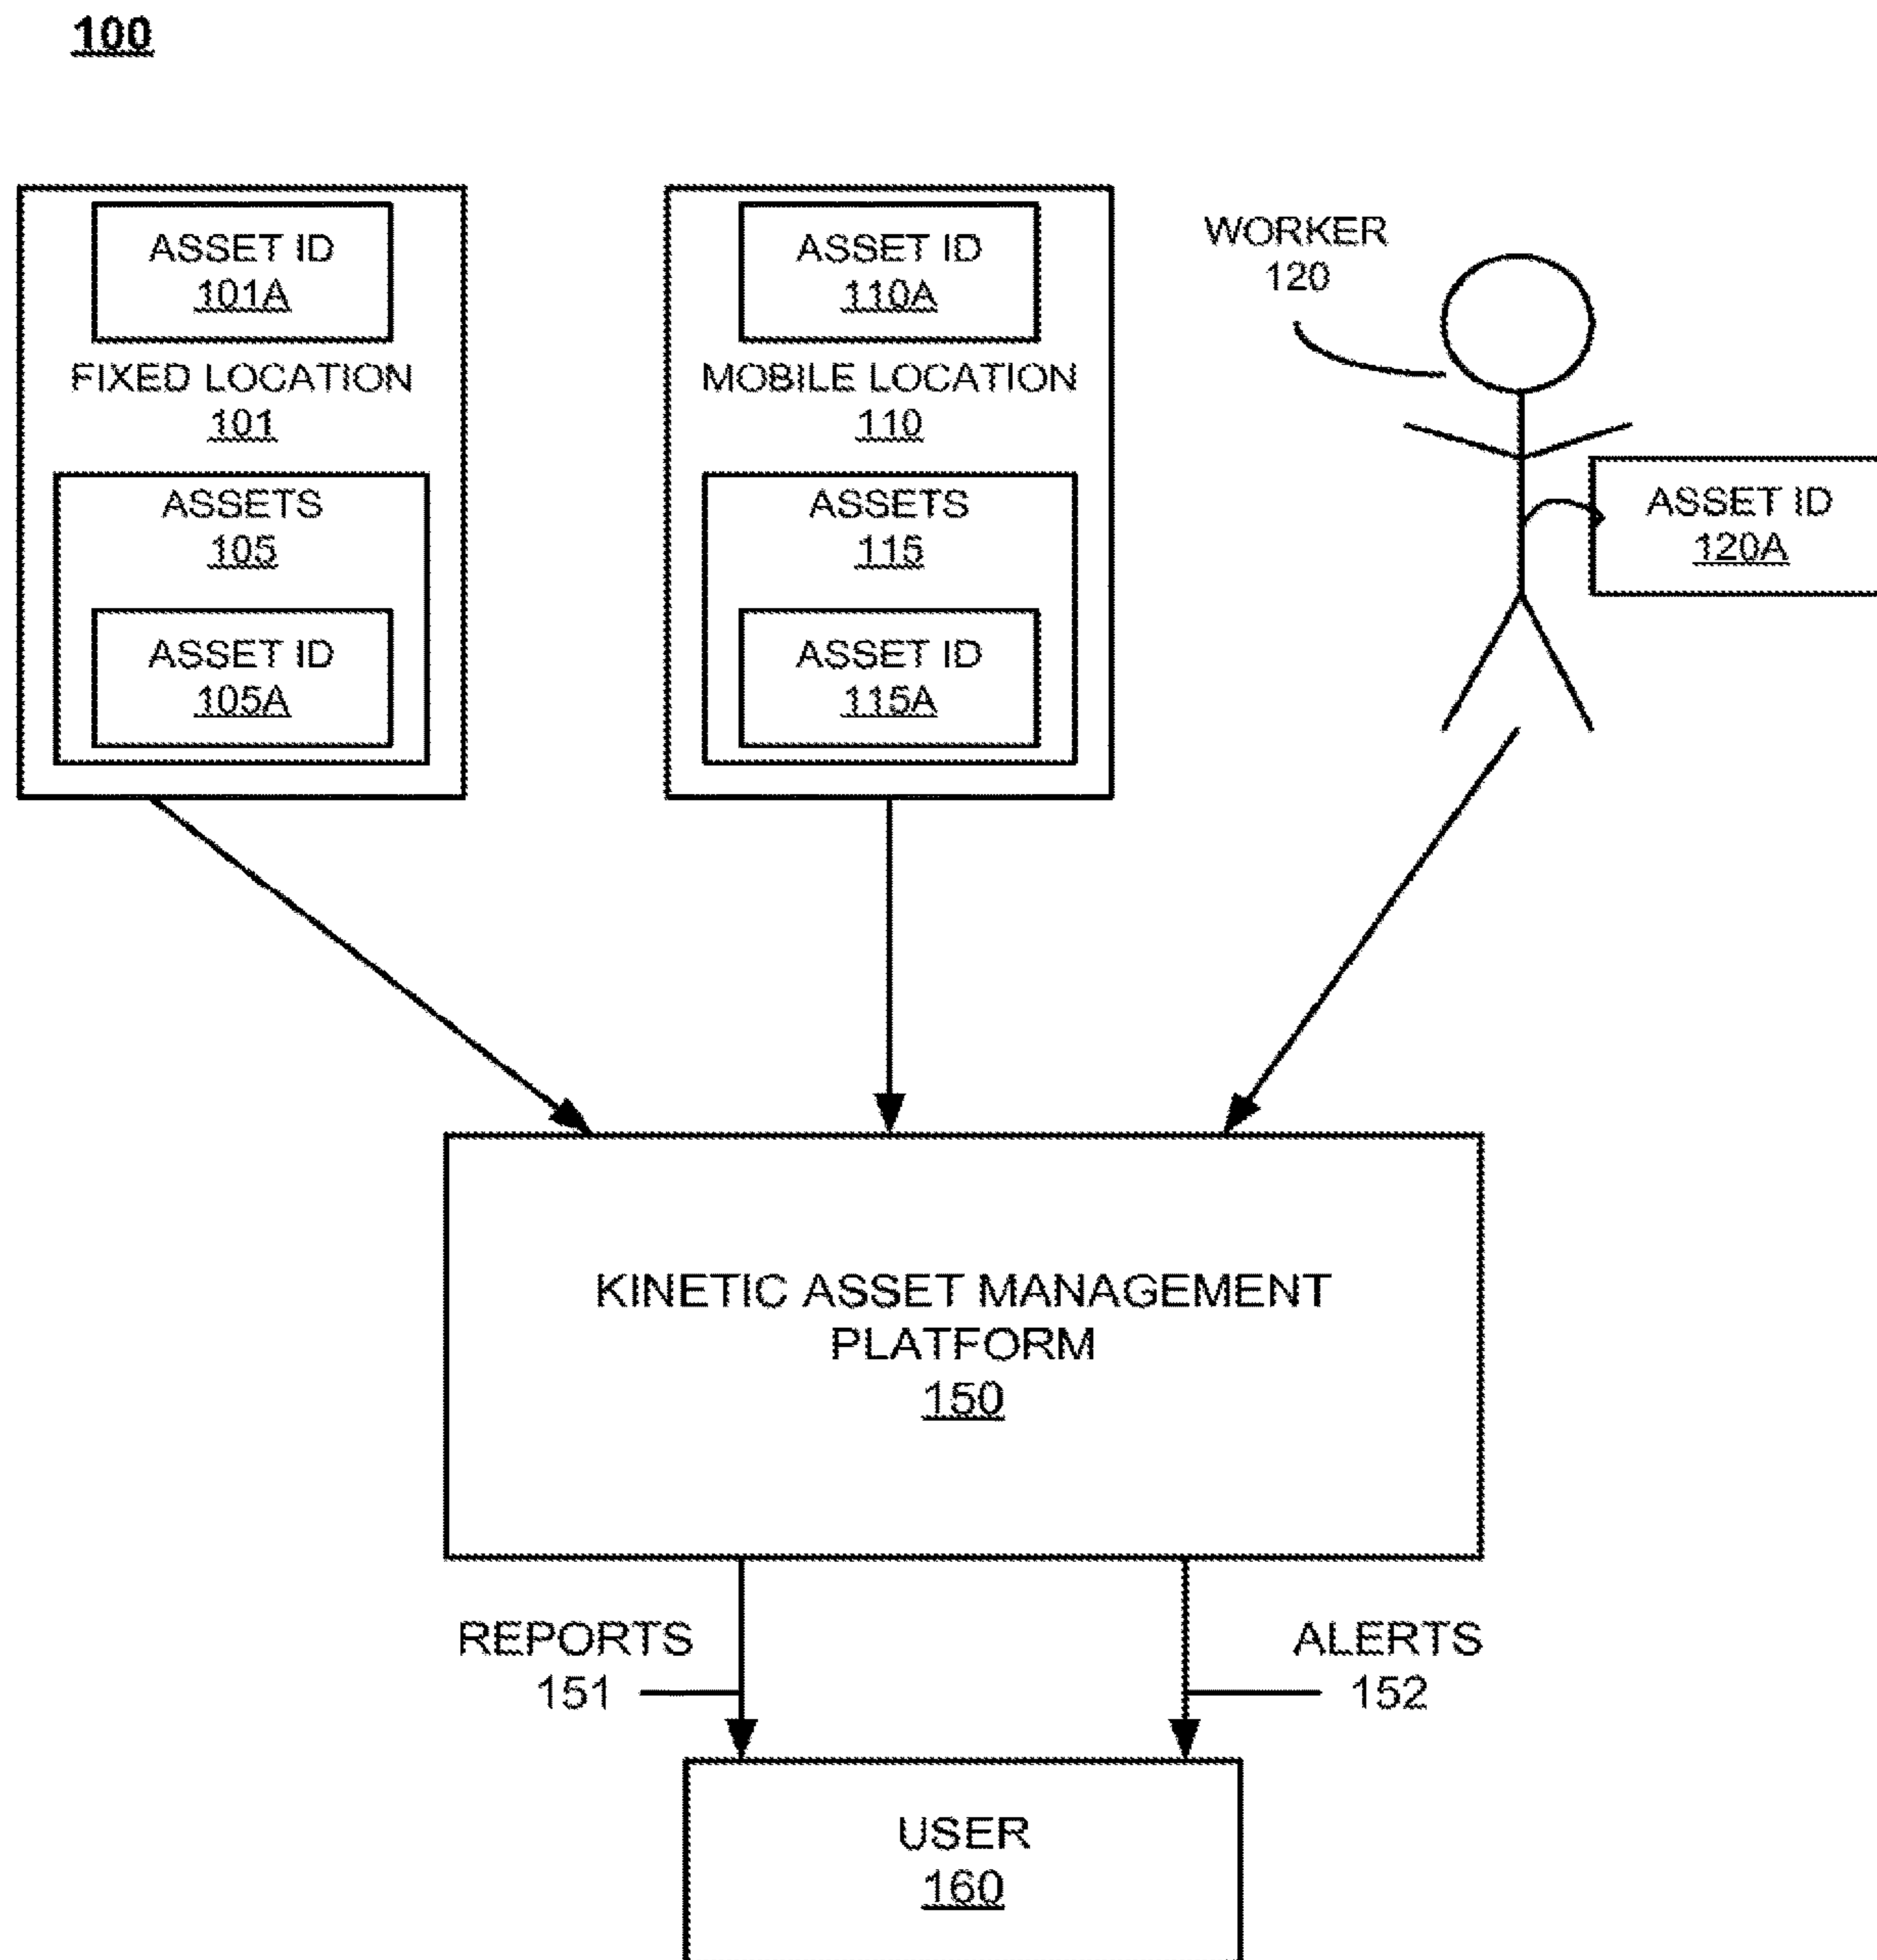 100
ASSET ID
101A
FIXED LOCATION
101
ASSETS
105
ASSET ID
105A
ASSET ID
110A
MOBILE LOCATION
110
ASSETS
115
ASSET ID
115A
WORKER
120
ASSET ID
120A
KINETIC ASSET MANAGEMENT
PLATFORM
150
REPORTS
151
ALERTS
152
USER
160